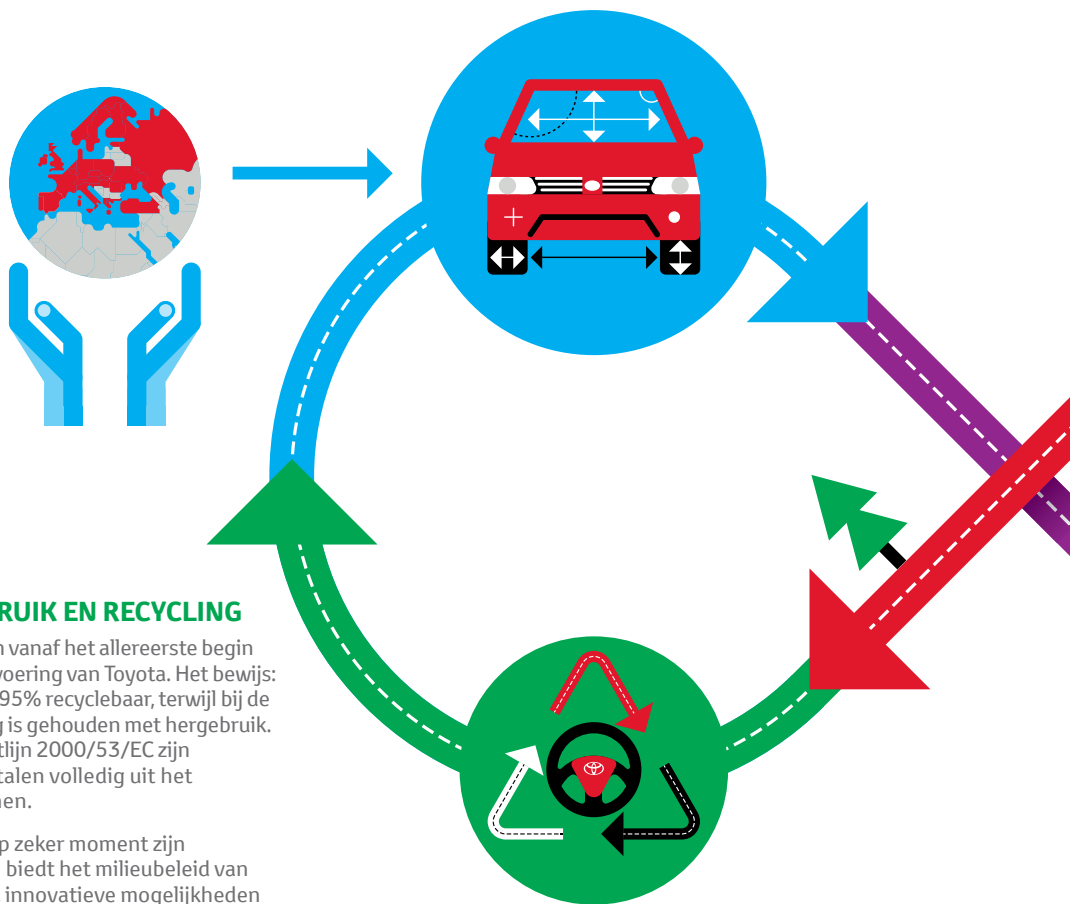 RUIK EN RECYCLING
n vanaf het allereerste begin
voering van Toyota. Het bewijs:
95% recyclebaar, terwijl bij de
g is gehouden met hergebruik.
tlijn 2000/53/EC zijn
talen volledig uit het
nen.
op zeker moment zijn
biedt het milieubeleid van
innovatieve mogelijkheden